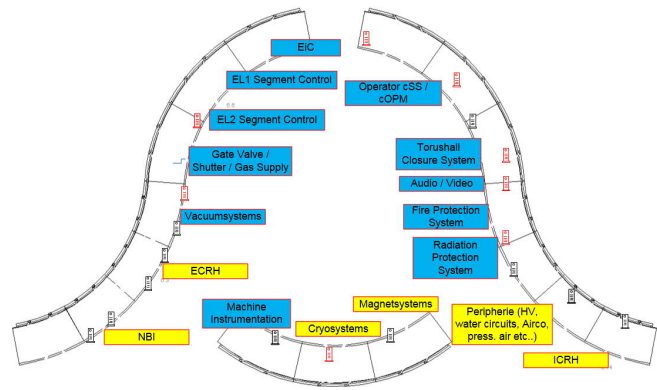 EiC
EL1 Segment Control
EL2 Segment Control
Gate Valve /
Shutter / Gas Supply
Vacuumsystems
ECRH
NBI
Machine
Instrumentation
Cryosystems
Magnetsystems
Operator cSS /
cOPM
Torushall
Closure System
Audio / Video
Fire Protection
System
Radiation
Protection
System
Peripherie (HV,
water circuits, Airco,
press. air etc..)
ICRH